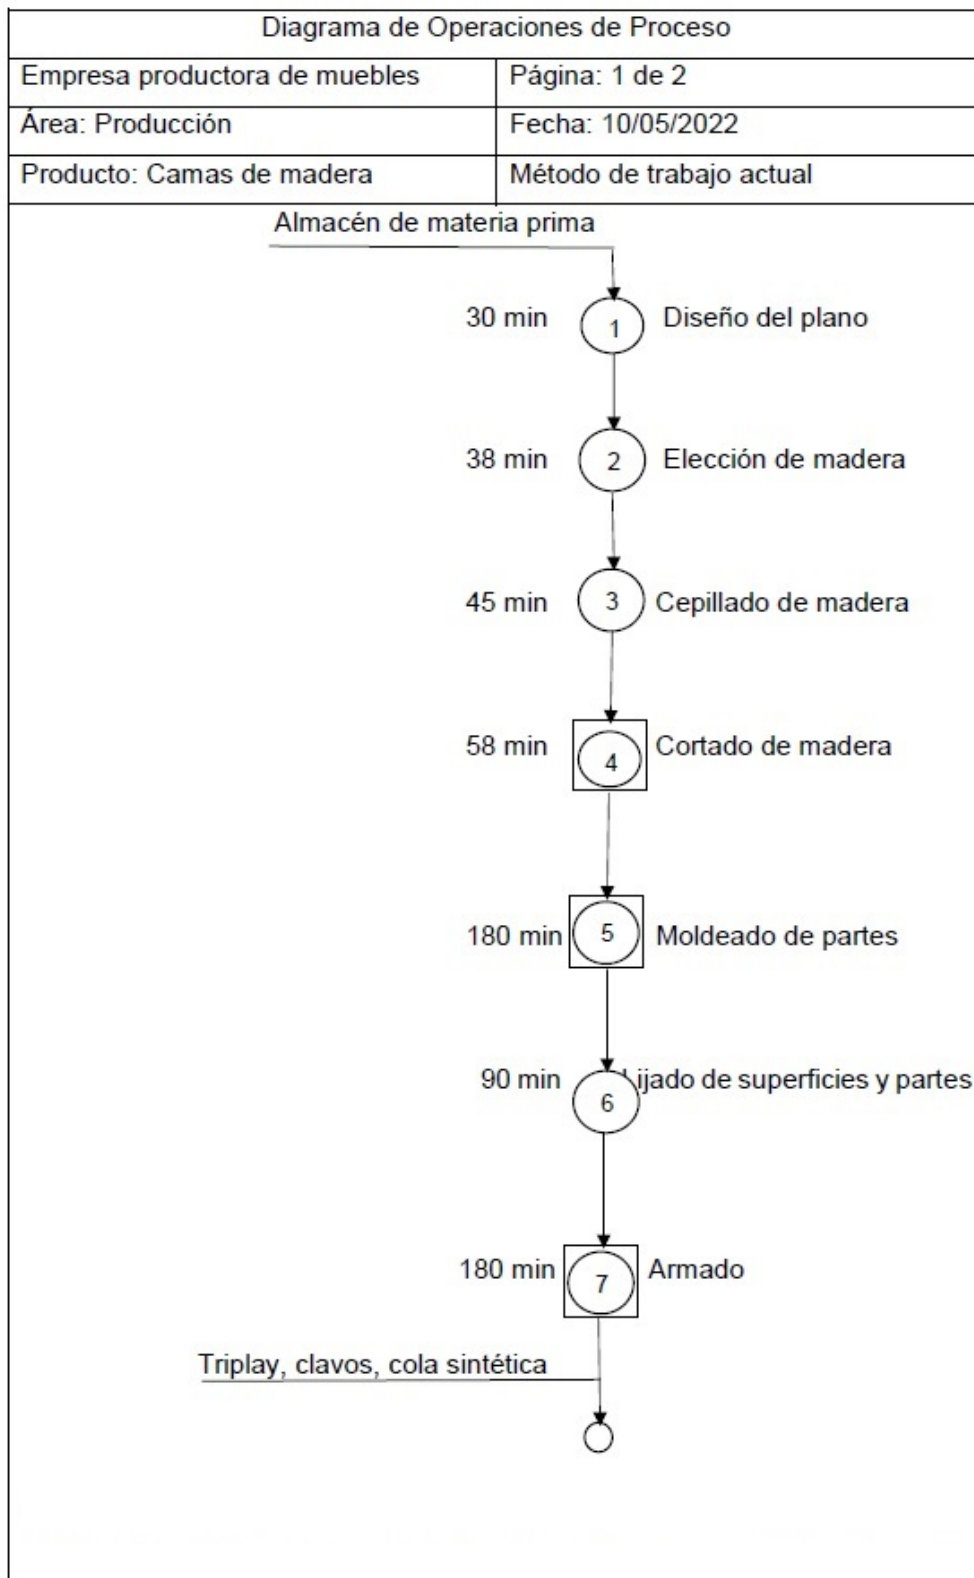 Diagrama de Operaciones de Proceso
Empresa productora de muebles
Página: 1 de 2
Área: Producción
Fecha: 10/05/2022
Producto: Camas de madera
Método de trabajo actual
Almacén de materia prima
30 min 1 Diseño del plano
38 min 2 Elección de madera
45 min 3 Cepillado de madera
58 min 4 Cortado de madera
180 min 5 Moldeado de partes
90 min 6 Lijado de superficies y partes
180 min 7 Armado
Triplay, clavos, cola sintética